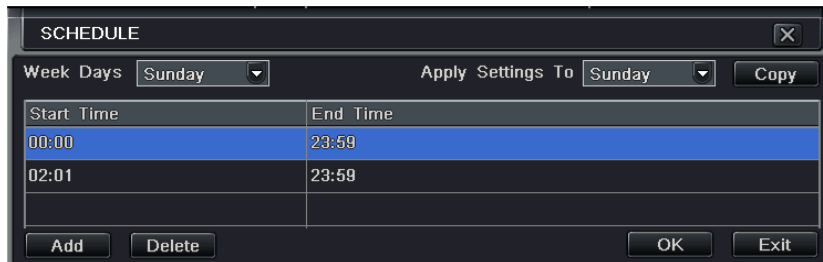 SCHEDULE
Week Days Sunday Apply Settings To Sunday Copy
Start Time End Time
00:00 23:59
02:01 23:59
Add Delete OK Exit